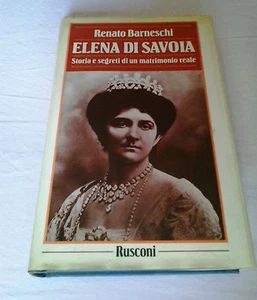 Renato Barneschi
ELENA DI SAVOIA
Storia e segreti di un matrimonio reale
Rusconi